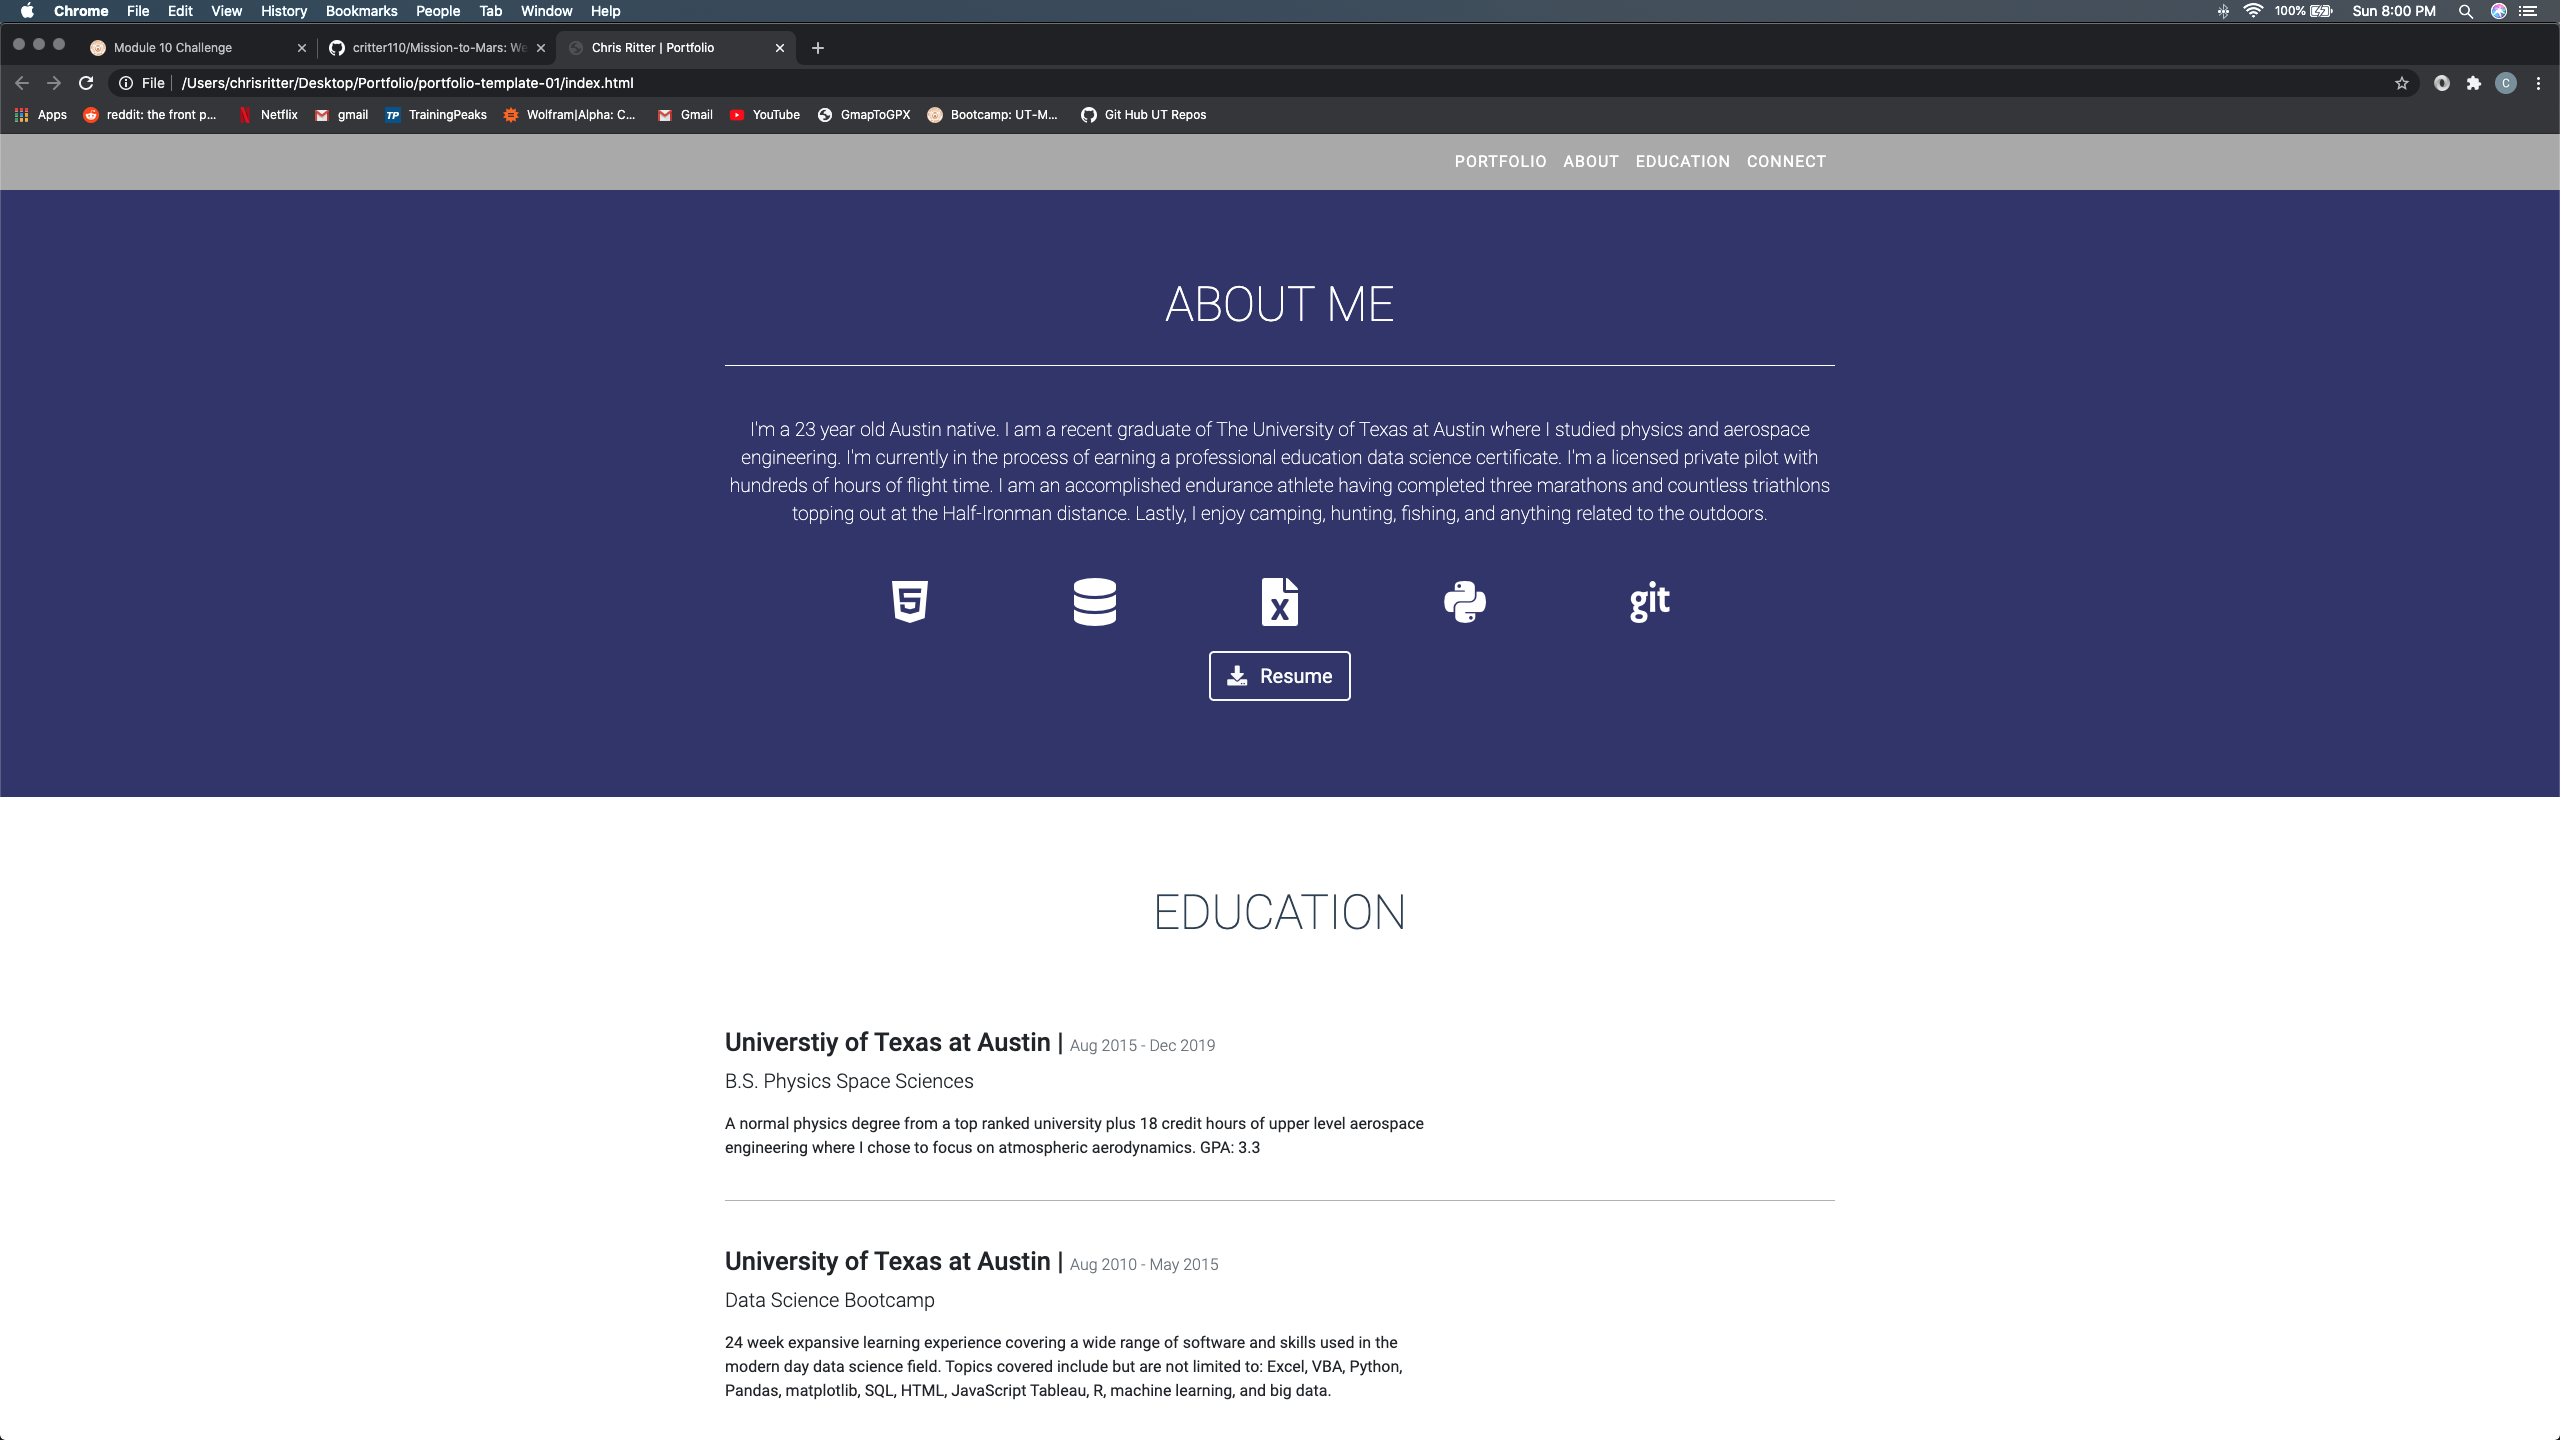 Chrome File Edit View History Bookmarks People Tab Window Help 100% Sun 8:00 PM
Module 10 Challenge critter110/Mission-to-Mars: We Chris Ritter | Portfolio
File /Users/chrisritter/Desktop/Portfolio/portfolio-template-01/index.html C
Apps reddit: the front p... Netflix gmail TP TrainingPeaks Wolfram|Alpha: C... Gmail YouTube GmapToGPX Bootcamp: UT-M... Git Hub UT Repos
PORTFOLIO ABOUT EDUCATION CONNECT
ABOUT ME
I'm a 23 year old Austin native. I am a recent graduate of The University of Texas at Austin where I studied physics and aerospace
engineering. I'm currently in the process of earning a professional education data science certificate. I'm a licensed private pilot with
hundreds of hours of flight time. I am an accomplished endurance athlete having completed three marathons and countless triathlons
topping out at the Half-Ironman distance. Lastly, I enjoy camping, hunting, fishing, and anything related to the outdoors.
5 X git
Resume
EDUCATION
Universtiy of Texas at Austin | Aug 2015 - Dec 2019
B.S. Physics Space Sciences
A normal physics degree from a top ranked university plus 18 credit hours of upper level aerospace
engineering where I chose to focus on atmospheric aerodynamics. GPA: 3.3
University of Texas at Austin | Aug 2010 - May 2015
Data Science Bootcamp
24 week expansive learning experience covering a wide range of software and skills used in the
modern day data science field. Topics covered include but are not limited to: Excel, VBA, Python,
Pandas, matplotlib, SQL, HTML, JavaScript Tableau, R, machine learning, and big data.